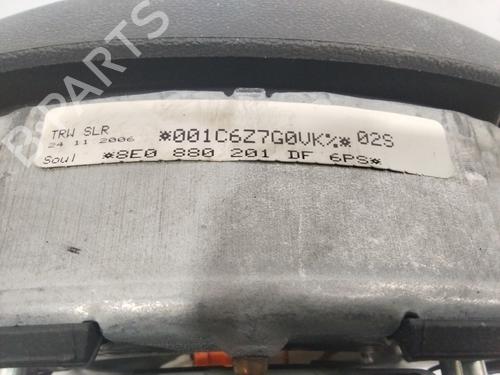 B-PARTS
TRW SLR
24 11 2006 *001C6Z7G0VK%* 02S
Soul *8E0 880 201 DF 6PS*